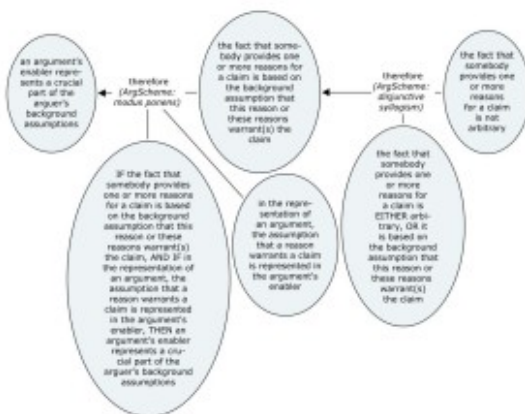 an argument's
enabler repre-
sents a crucial
part of the
arguer's background
assumptions
therefore
(ArgScheme:
modus ponens)
the fact that some-
body provides one
or more reasons for
a claim is based on
the background
assumption that
this reason or
these reasons
warrant(s) the
claim
therefore
(ArgScheme:
disjunctive
syllogism)
the fact that
somebody
provides one
or more
reasons
for a claim
is not
arbitrary
IF the fact that
somebody provides
one or more reasons
for a claim is based
on the background
assumption that this
reason or these
reasons warrant(s)
the claim, AND IF in
the representation of
an argument, the
assumption that a
reason warrants a
claim is represented
in the argument's
enabler, THEN an
argument's enabler
represents a cru-
cial part of the
arguer's background
assumptions
in the repre-
sentation of
an argument,
the assumption
that a reason
warrants a claim
is represented in
the argument's
enabler
the fact that
somebody
provides one
or more
reasons for
a claim is
EITHER arbi-
trary, OR it
is based on
the background
assumption that
this reason or
these reasons
warrant(s)
the claim